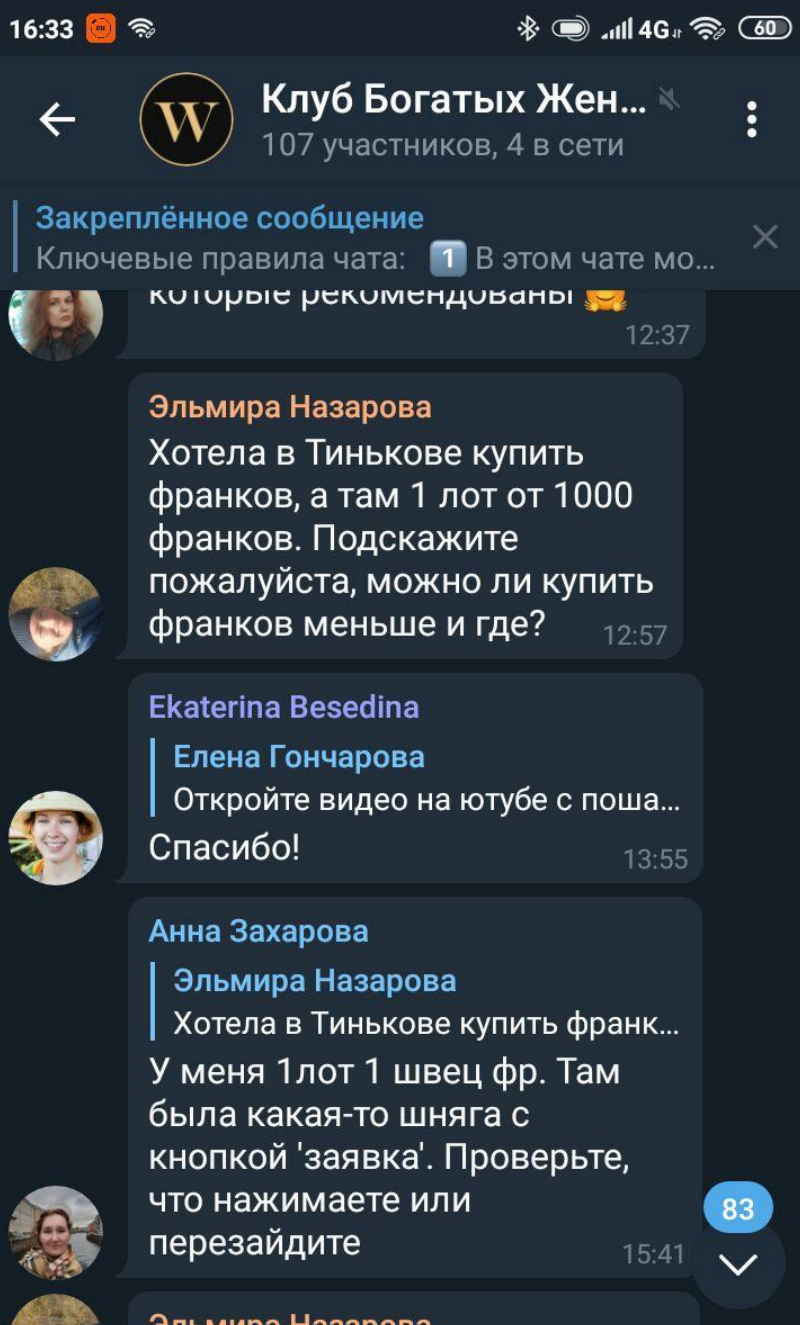 16:33
4G
60
W
Клуб Богатых Жен...
107 участников, 4 в сети
Закреплённое сообщение
Ключевые правила чата: 1 В этом чате мо...
которые рекомендованы 🤗
12:37
Эльмира Назарова
Хотела в Тинькове купить
франков, а там 1 лот от 1000
франков. Подскажите
пожалуйста, можно ли купить
франков меньше и где?
12:57
Ekaterina Besedina
Елена Гончарова
Откройте видео на ютубе с поша...
Спасибо!
13:55
Анна Захарова
Эльмира Назарова
Хотела в Тинькове купить франк...
У меня 1лот 1 швец фр. Там
была какая-то шняга с
кнопкой 'заявка'. Проверьте,
что нажимаете или
перезайдите
15:41
83
Эльмира Назарова